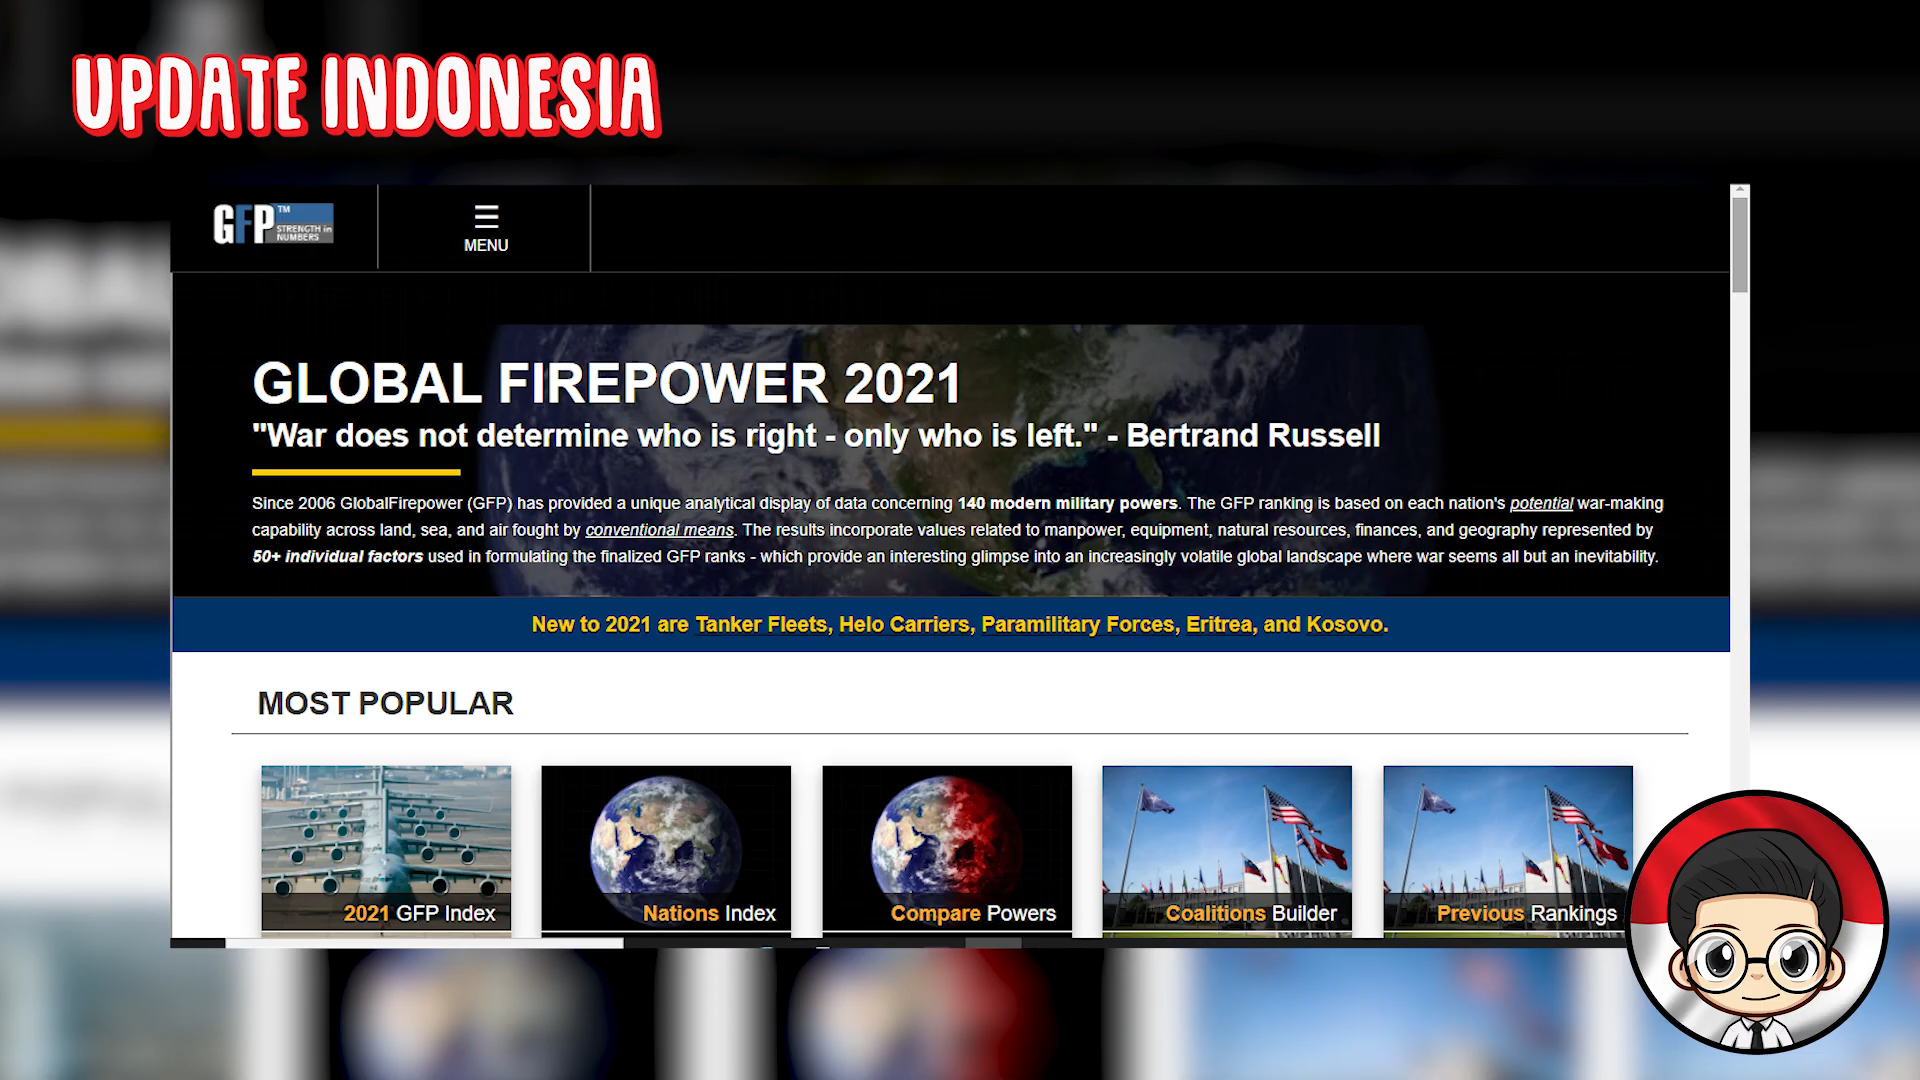 UPDATE INDONESIA
GFP™ STRENGTH in
NUMBERS
MENU
GLOBAL FIREPOWER 2021
"War does not determine who is right - only who is left." - Bertrand Russell
Since 2006 GlobalFirepower (GFP) has provided a unique analytical display of data concerning 140 modern military powers. The GFP ranking is based on each nation's potential war-making
capability across land, sea, and air fought by conventional means. The results incorporate values related to manpower, equipment, natural resources, finances, and geography represented by
50+ individual factors used in formulating the finalized GFP ranks - which provide an interesting glimpse into an increasingly volatile global landscape where war seems all but an inevitability.
New to 2021 are Tanker Fleets, Helo Carriers, Paramilitary Forces, Eritrea, and Kosovo.
MOST POPULAR
2021 GFP Index
Nations Index
Compare Powers
Coalitions Builder
Previous Rankings